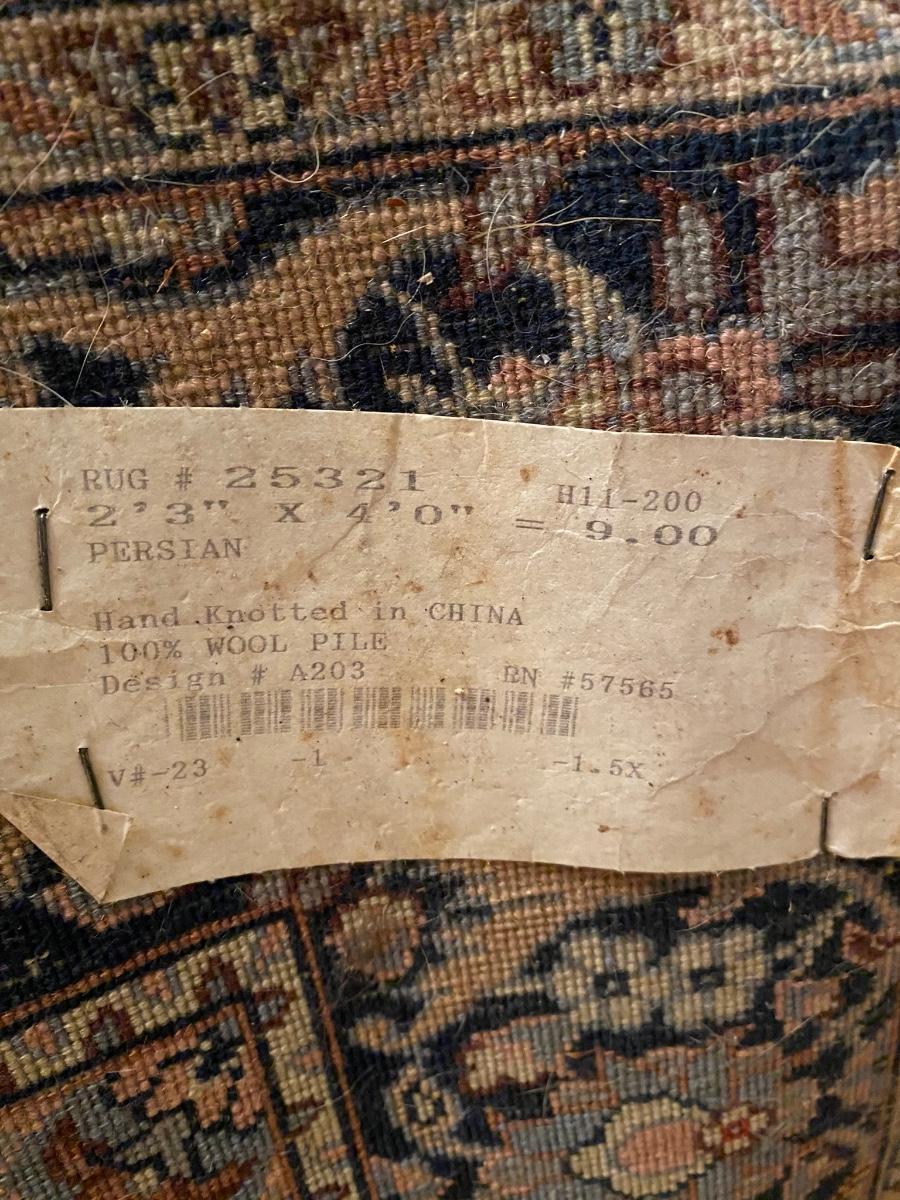 RUG # 25321
H11-200
2'3" X 4'0" = 9.00
PERSIAN
Hand Knotted in CHINA
100% WOOL PILE
Design # A203 RN #57565
V#-23 -1 -1.5X